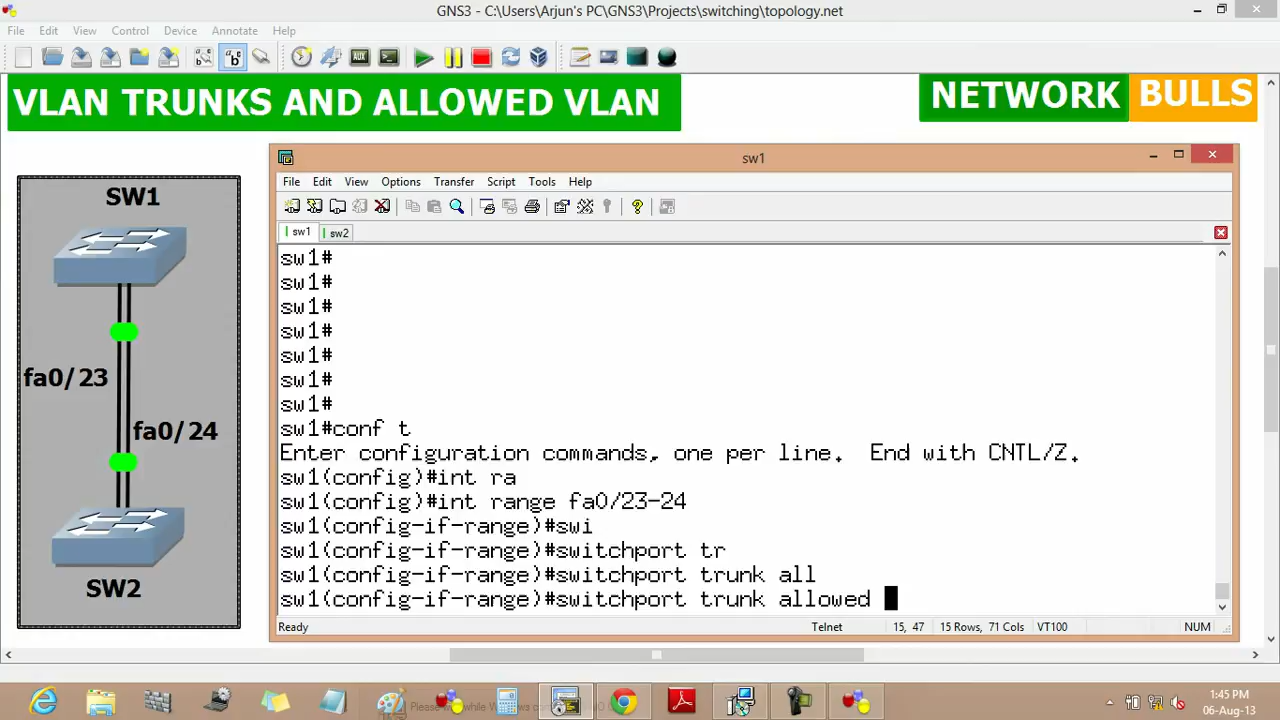 GNS3 - C:\Users\Arjun's PC\GNS3\Projects\switching\topology.net
File Edit View Control Device Annotate Help
AUX
VLAN TRUNKS AND ALLOWED VLAN
NETWORK BULLS
sw1
File Edit View Options Transfer Script Tools Help
sw1 sw2
SW1
fa0/23
fa0/24
SW2
sw1#
sw1#
sw1#
sw1#
sw1#
sw1#
sw1#
sw1#conf t
Enter configuration commands, one per line. End with CNTL/Z.
sw1(config)#int ra
sw1(config)#int range fa0/23-24
sw1(config-if-range)#swi
sw1(config-if-range)#switchport tr
sw1(config-if-range)#switchport trunk all
sw1(config-if-range)#switchport trunk allowed
Ready Telnet 15, 47 15 Rows, 71 Cols VT100 NUM
1:45 PM
06-Aug-13